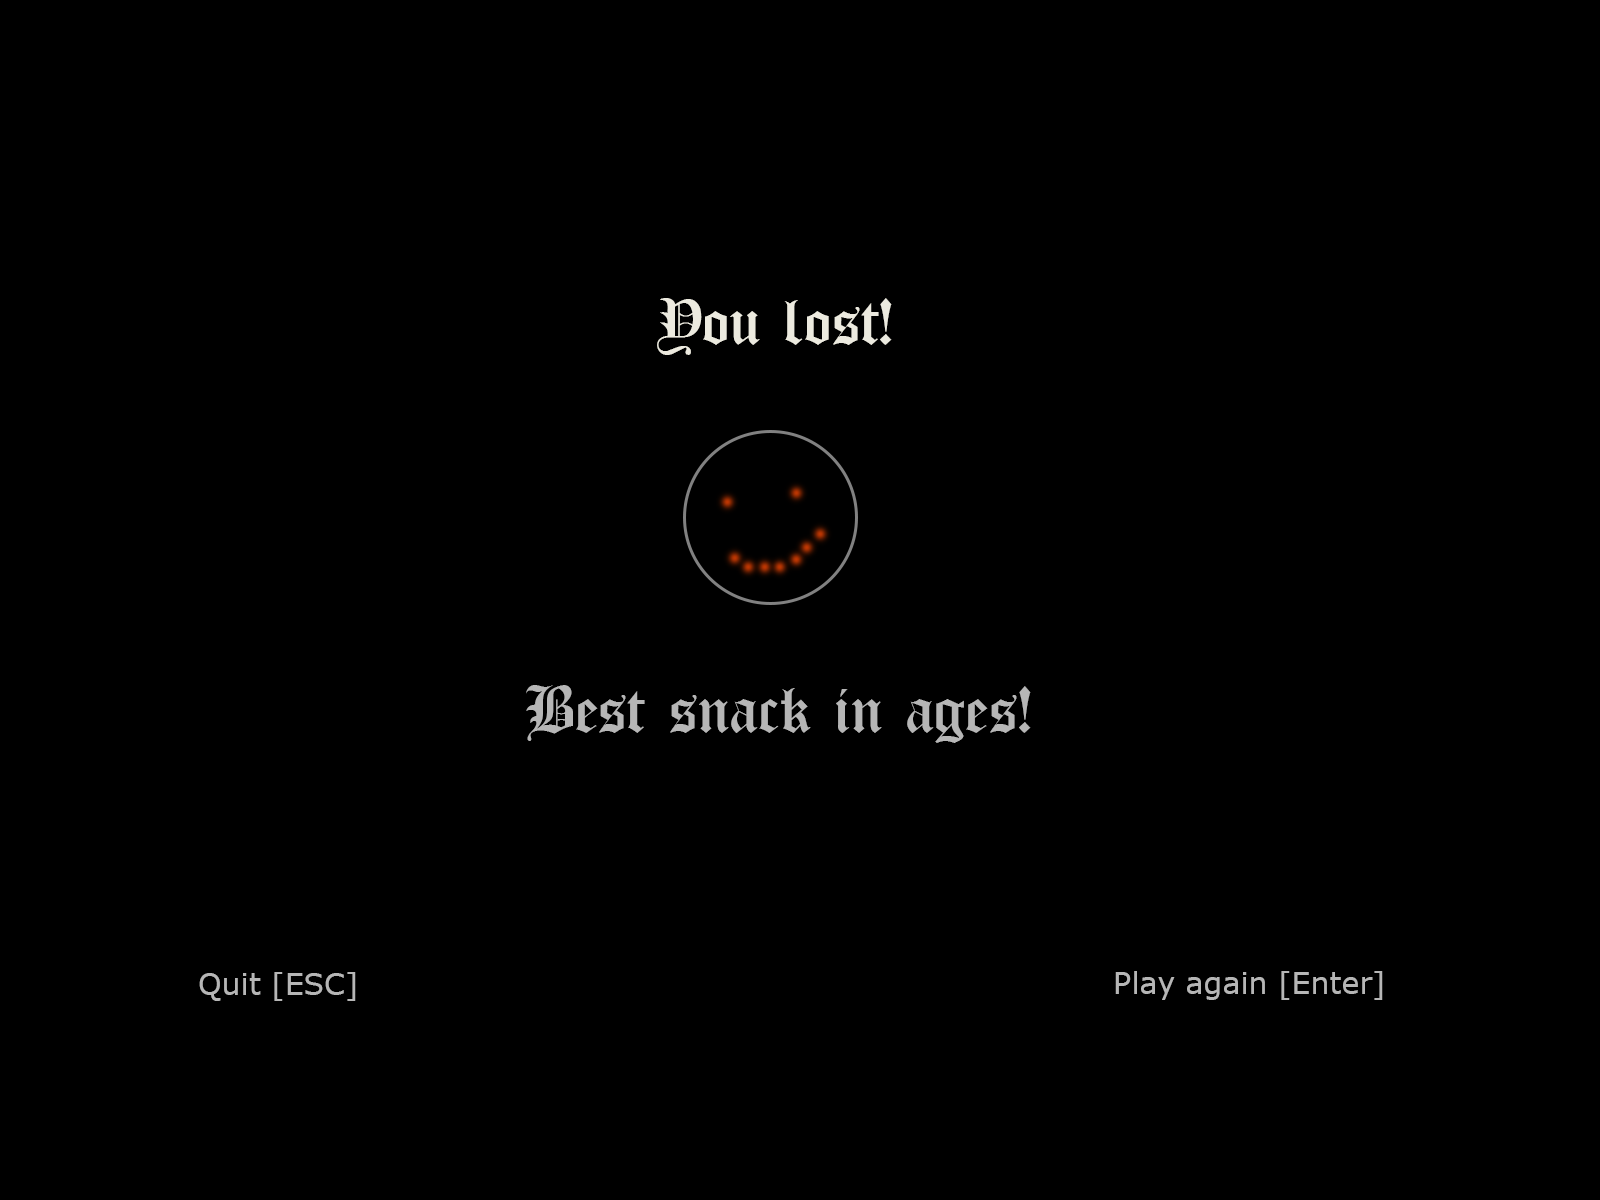 You lost!
Best snack in ages!
Quit [ESC]
Play again [Enter]